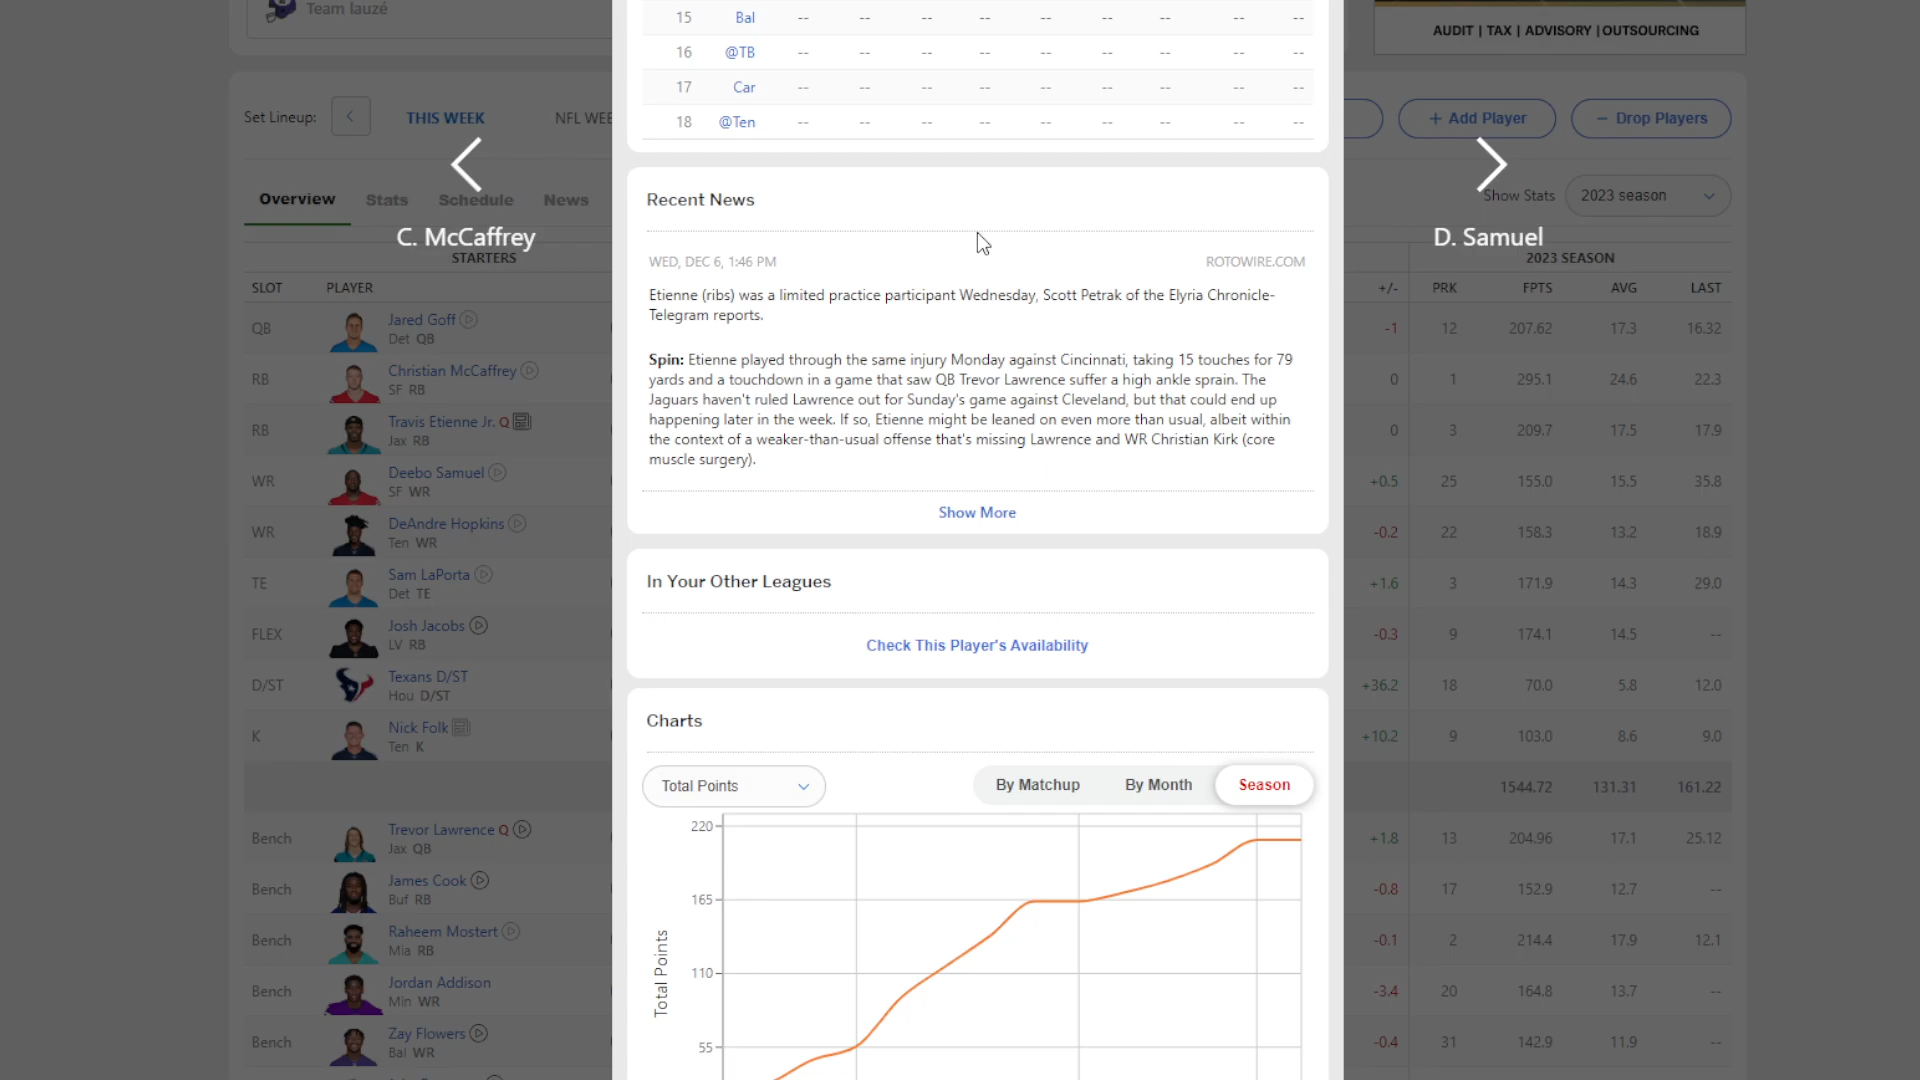 Team lauzé
AUDIT | TAX | ADVISORY | OUTSOURCING
15 Bal -- -- -- -- -- -- -- -- --
16 @TB -- -- -- -- -- -- -- -- --
17 Car -- -- -- -- -- -- -- -- --
18 @Ten -- -- -- -- -- -- -- -- --
Set Lineup: THIS WEEK NFL WEE
+ Add Player − Drop Players
Overview Stats Schedule News
Show Stats 2023 season
C. McCaffrey
D. Samuel
Recent News
WED, DEC 6, 1:46 PM ROTOWIRE.COM
Etienne (ribs) was a limited practice participant Wednesday, Scott Petrak of the Elyria Chronicle-
Telegram reports.
Spin: Etienne played through the same injury Monday against Cincinnati, taking 15 touches for 79
yards and a touchdown in a game that saw QB Trevor Lawrence suffer a high ankle sprain. The
Jaguars haven't ruled Lawrence out for Sunday's game against Cleveland, but that could end up
happening later in the week. If so, Etienne might be leaned on even more than usual, albeit within
the context of a weaker-than-usual offense that's missing Lawrence and WR Christian Kirk (core
muscle surgery).
Show More
In Your Other Leagues
Check This Player's Availability
Charts
Total Points
By Matchup By Month Season
Total Points
220
165
110
55
STARTERS 2023 SEASON
SLOT PLAYER +/- PRK FPTS AVG LAST
QB Jared Goff Det QB -1 12 207.62 17.3 16.32
RB Christian McCaffrey SF RB 0 1 295.1 24.6 22.3
RB Travis Etienne Jr. Q Jax RB 0 3 209.7 17.5 17.9
WR Deebo Samuel SF WR +0.5 25 155.0 15.5 35.8
WR DeAndre Hopkins Ten WR -0.2 22 158.3 13.2 18.9
TE Sam LaPorta Det TE +1.6 3 171.9 14.3 29.0
FLEX Josh Jacobs LV RB -0.3 9 174.1 14.5 --
D/ST Texans D/ST Hou D/ST +36.2 18 70.0 5.8 12.0
K Nick Folk Ten K +10.2 9 103.0 8.6 9.0
1544.72 131.31 161.22
Bench Trevor Lawrence Q Jax QB +1.8 13 204.96 17.1 25.12
Bench James Cook Buf RB -0.8 17 152.9 12.7 --
Bench Raheem Mostert Mia RB -0.1 2 214.4 17.9 12.1
Bench Jordan Addison Min WR -3.4 20 164.8 13.7 --
Bench Zay Flowers Bal WR -0.4 31 142.9 11.9 --